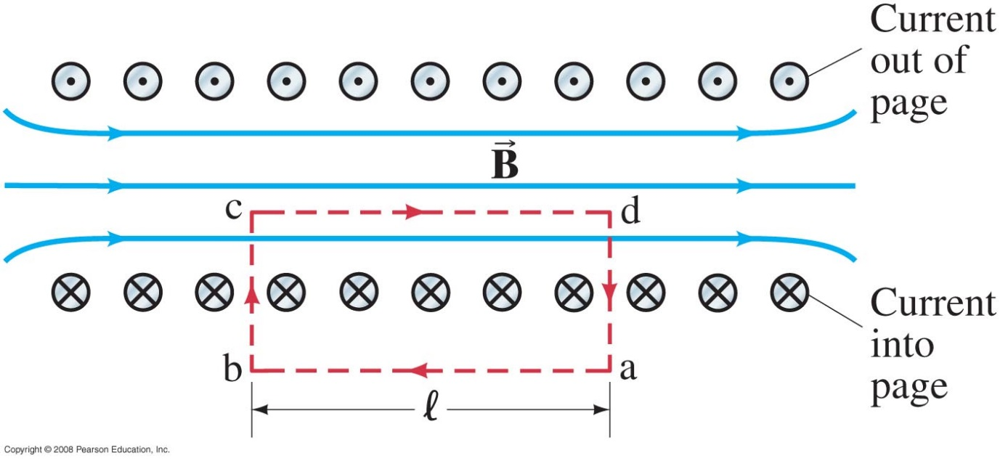 Current
out of
page
B
c
d
b
a
ℓ
Current
into
page
Copyright © 2008 Pearson Education, Inc.